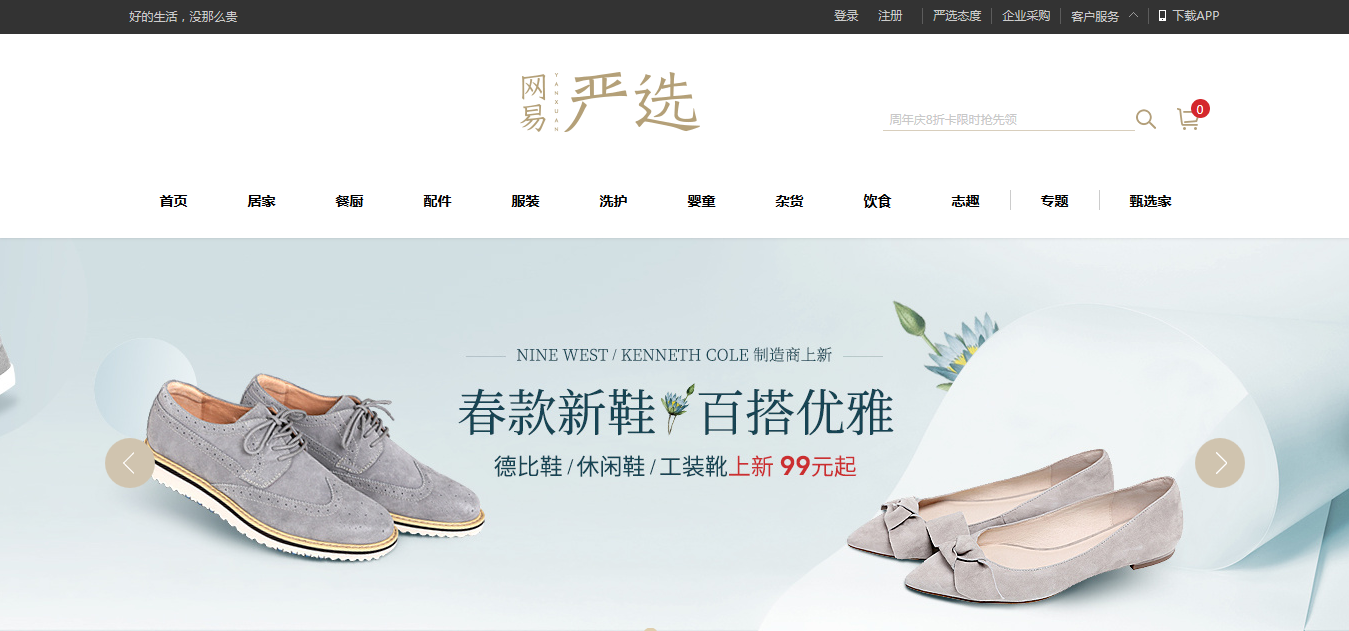 好的生活，没那么贵
登录 注册 严选态度 企业采购 客户服务 下载APP
网易 YANXUAN 严选
周年庆8折卡限时抢先领
0
首页 居家 餐厨 配件 服装 洗护 婴童 杂货 饮食 志趣 专题 甄选家
NINE WEST / KENNETH COLE 制造商上新
春款新鞋 百搭优雅
德比鞋 / 休闲鞋 / 工装靴上新 99元起